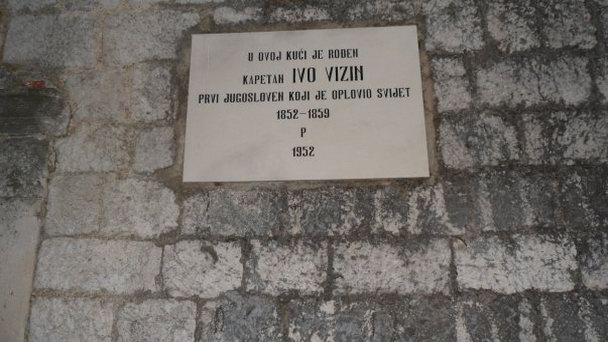 U OVOJ KUĆI JE ROĐEN
KAPETAN IVO VIZIN
PRVI JUGOSLOVEN KOJI JE OPLOVIO SVIJET
1852-1859
P
1952